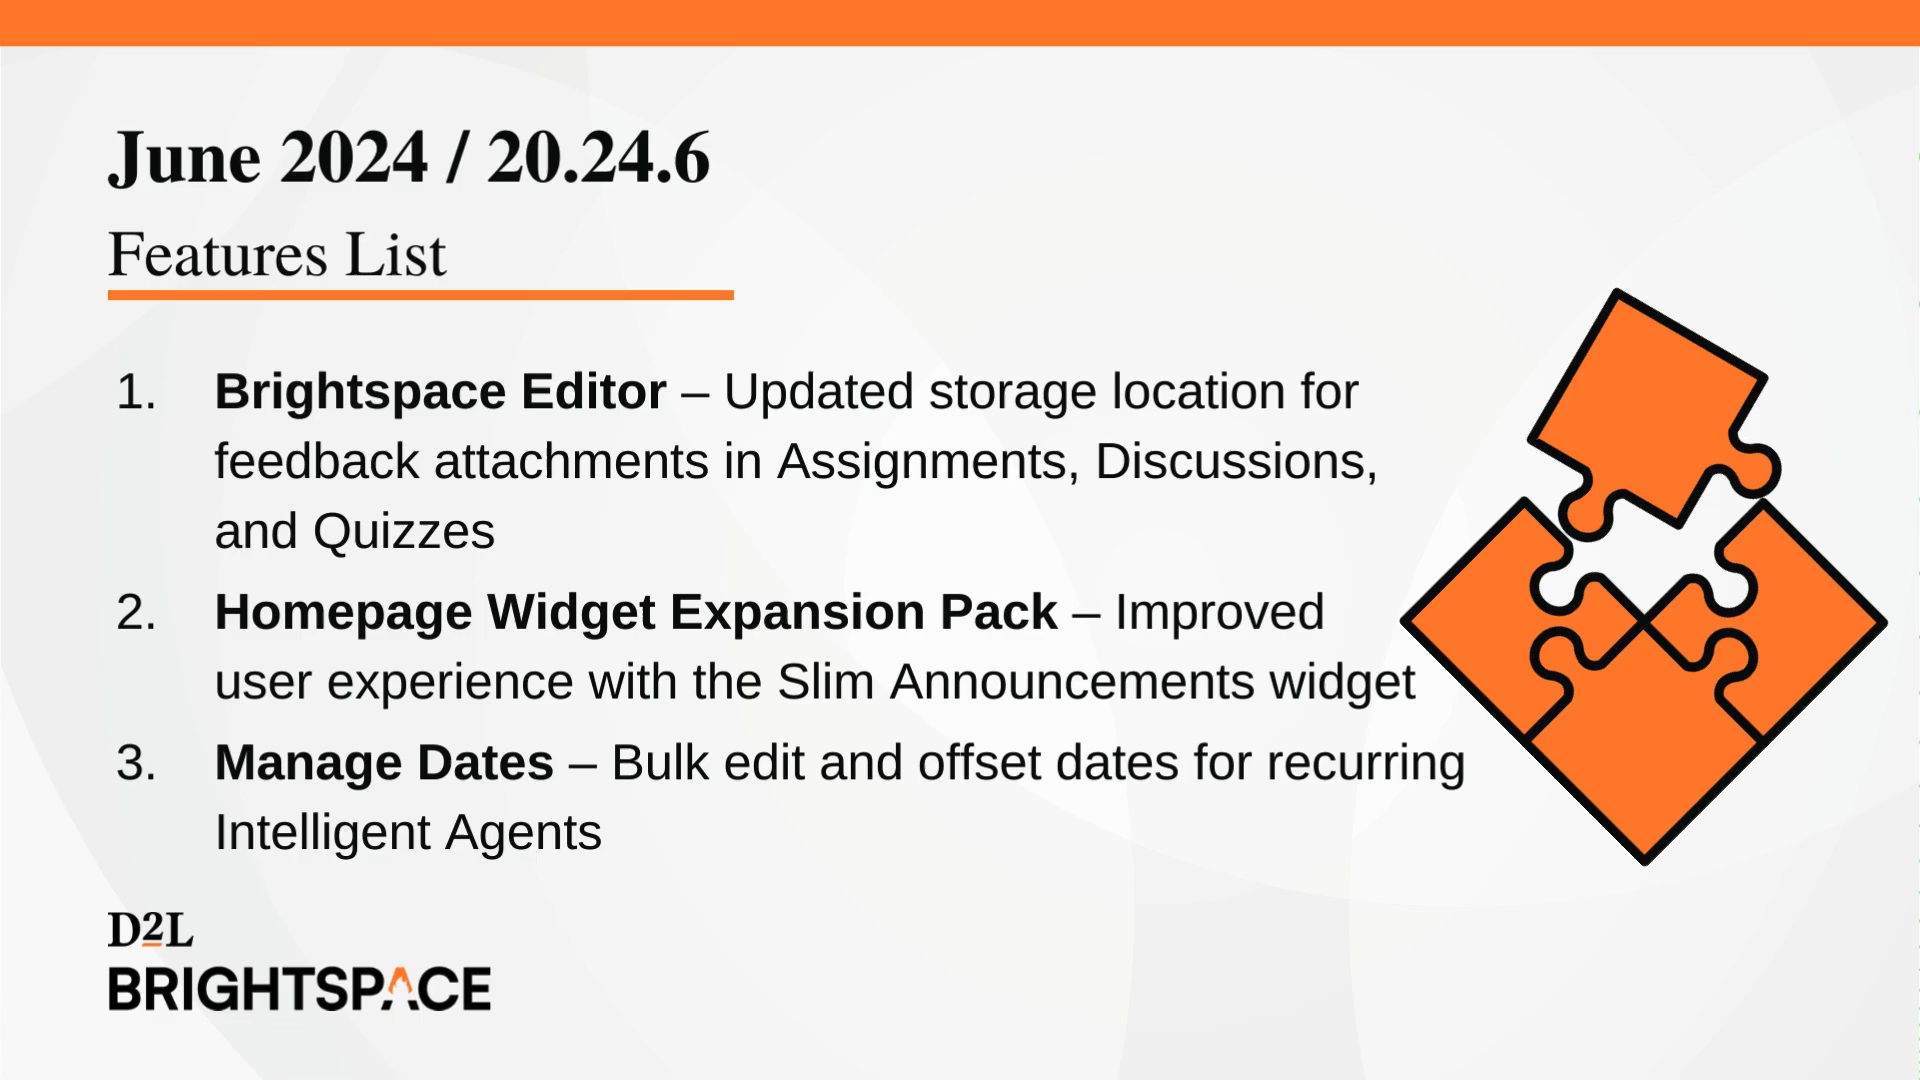 June 2024 / 20.24.6
Features List
1. Brightspace Editor – Updated storage location for
feedback attachments in Assignments, Discussions,
and Quizzes
2. Homepage Widget Expansion Pack – Improved
user experience with the Slim Announcements widget
3. Manage Dates – Bulk edit and offset dates for recurring
Intelligent Agents
D2L
BRIGHTSPACE